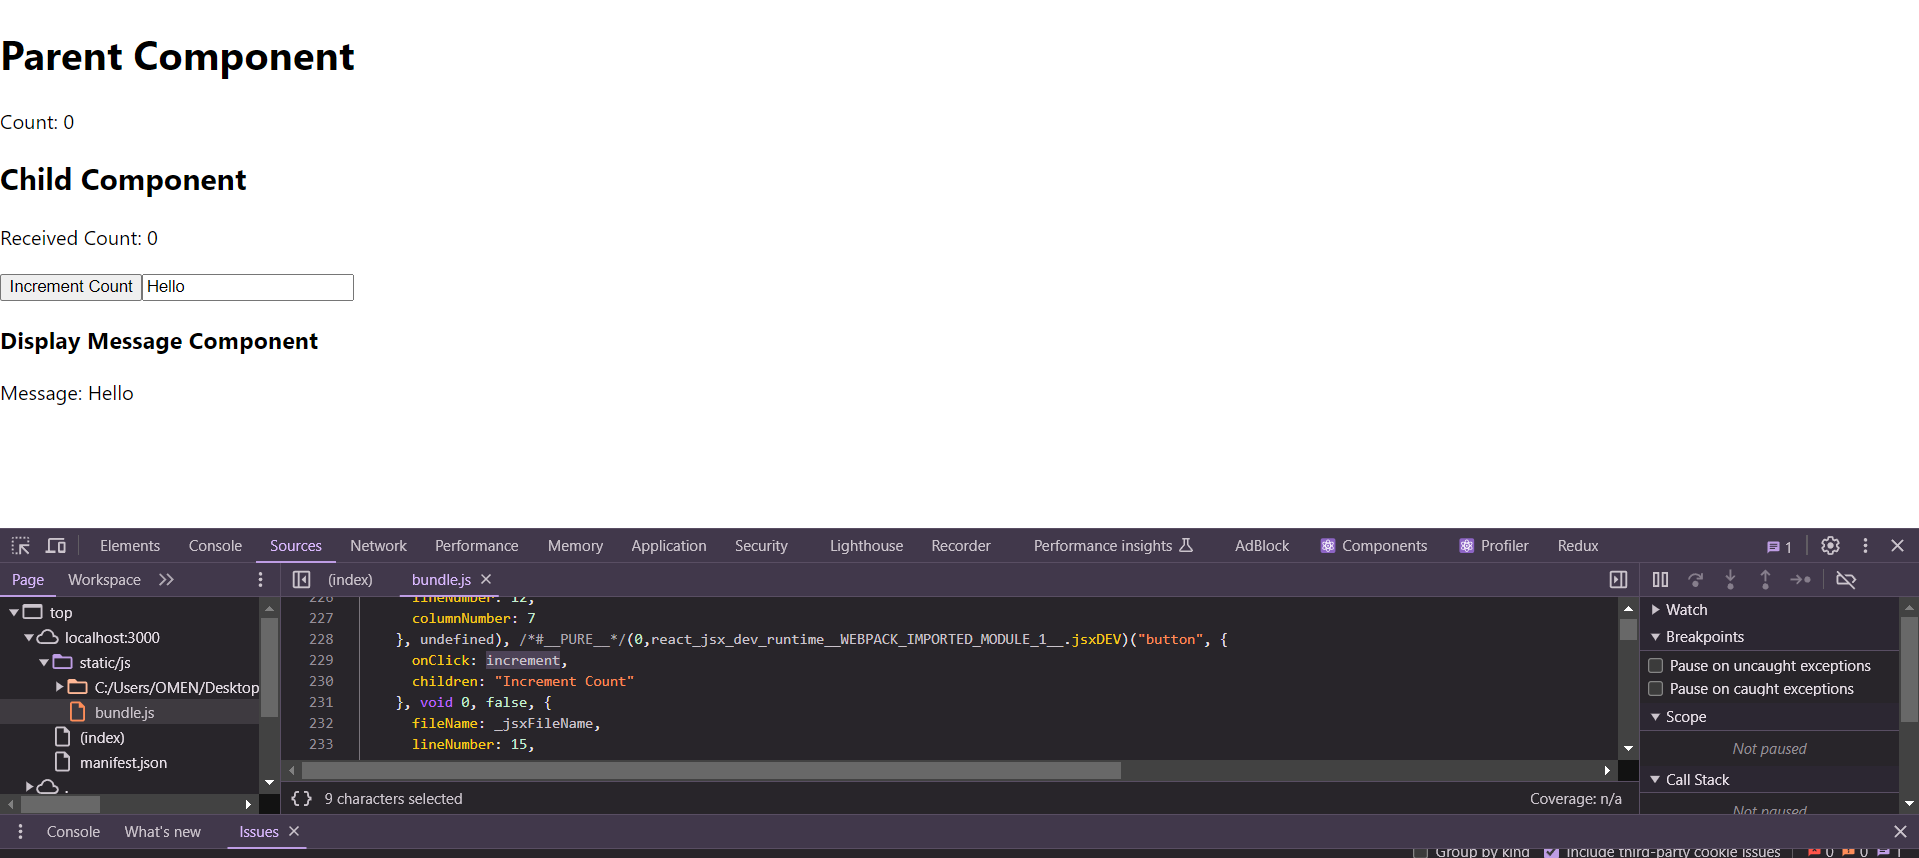 Parent Component
Count: 0
Child Component
Received Count: 0
Increment Count Hello
Display Message Component
Message: Hello
Elements Console Sources Network Performance Memory Application Security Lighthouse Recorder Performance insights AdBlock Components Profiler Redux 1
Page Workspace (index) bundle.js
top
localhost:3000
static/js
C:/Users/OMEN/Desktop
bundle.js
(index)
manifest.json
.
226 lineNumber: 12,
227 columnNumber: 7
228 }, undefined), /*#__PURE__*/(0,react_jsx_dev_runtime__WEBPACK_IMPORTED_MODULE_1__.jsxDEV)("button", {
229 onClick: increment,
230 children: "Increment Count"
231 }, void 0, false, {
232 fileName: _jsxFileName,
233 lineNumber: 15,
{} 9 characters selected Coverage: n/a
Watch
Breakpoints
Pause on uncaught exceptions
Pause on caught exceptions
Scope
Not paused
Call Stack
Not paused
Console What's new Issues
Group by kind Include third-party cookie issues 0 0 1